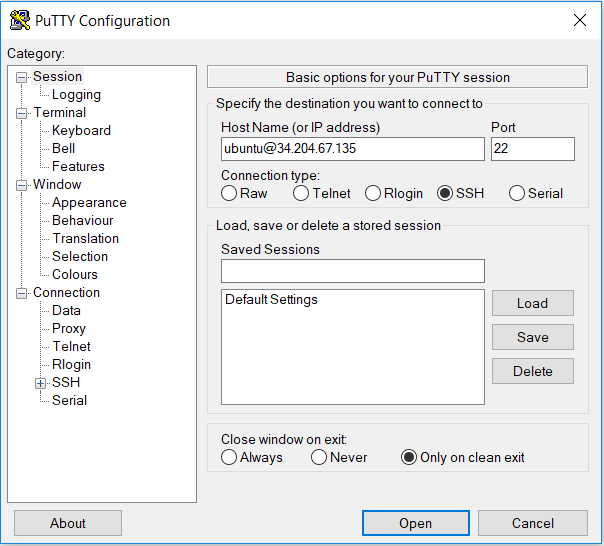 PuTTY Configuration
Category:
Session
Logging
Terminal
Keyboard
Bell
Features
Window
Appearance
Behaviour
Translation
Selection
Colours
Connection
Data
Proxy
Telnet
Rlogin
SSH
Serial
Basic options for your PuTTY session
Specify the destination you want to connect to
Host Name (or IP address) Port
ubuntu@34.204.67.135 22
Connection type:
Raw Telnet Rlogin SSH Serial
Load, save or delete a stored session
Saved Sessions
Default Settings
Load
Save
Delete
Close window on exit:
Always Never Only on clean exit
About Open Cancel